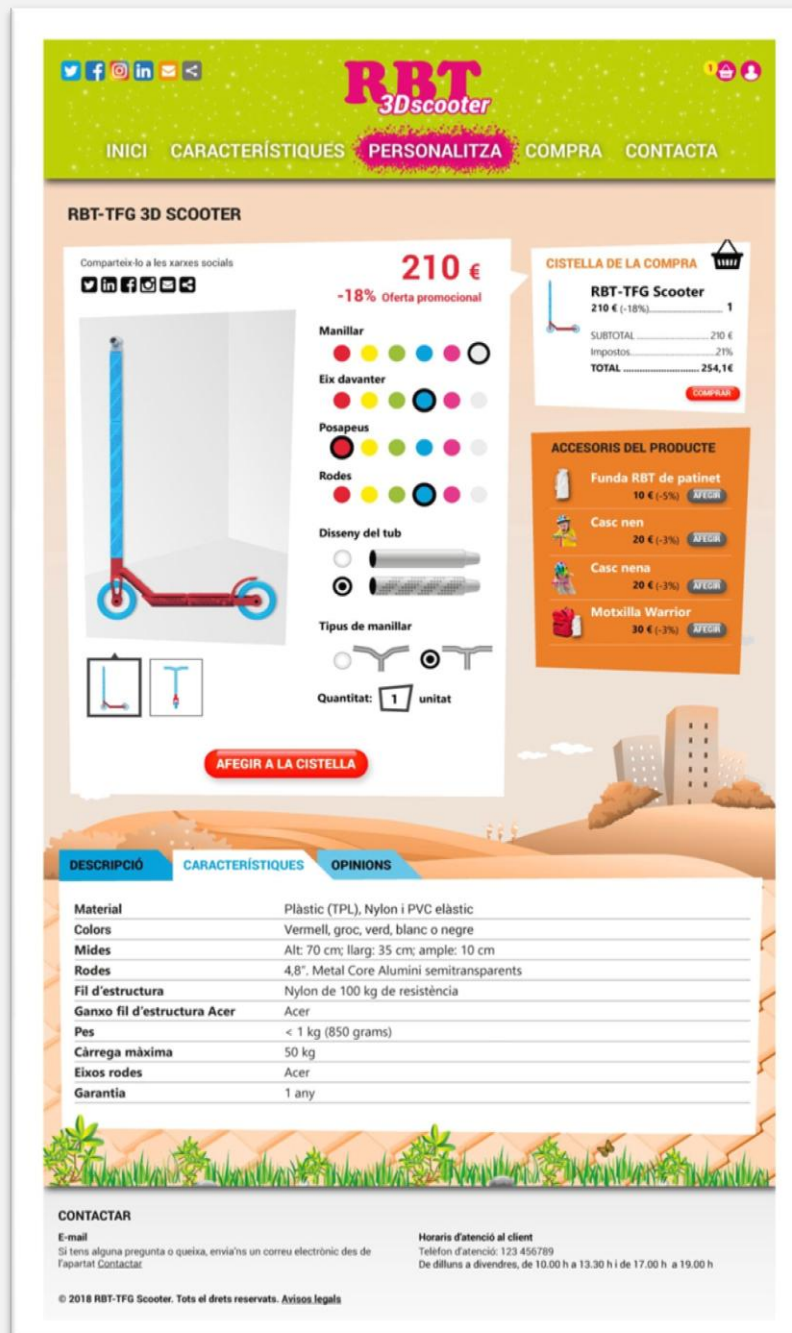 RBT
3Dscooter
1
INICI CARACTERÍSTIQUES PERSONALITZA COMPRA CONTACTA
RBT-TFG 3D SCOOTER
Comparteix-lo a les xarxes socials
210 €
-18% Oferta promocional
Manillar
Eix davanter
Posapeus
Rodes
Disseny del tub
Tipus de manillar
Quantitat: 1 unitat
AFEGIR A LA CISTELLA
CISTELLA DE LA COMPRA
RBT-TFG Scooter
210 € (-18%) 1
SUBTOTAL 210 €
Impostos 21%
TOTAL 254,1€
COMPRAR
ACCESORIS DEL PRODUCTE
Funda RBT de patinet
10 € (-5%) AFEGIR
Casc nen
20 € (-3%) AFEGIR
Casc nena
20 € (-3%) AFEGIR
Motxilla Warrior
30 € (-3%) AFEGIR
DESCRIPCIÓ CARACTERÍSTIQUES OPINIONS
Material Plàstic (TPL), Nylon i PVC elàstic
Colors Vermell, groc, verd, blanc o negre
Mides Alt: 70 cm; llarg: 35 cm; ample: 10 cm
Rodes 4,8”. Metal Core Alumini semitransparents
Fil d’estructura Nylon de 100 kg de resistència
Ganxo fil d’estructura Acer Acer
Pes < 1 kg (850 grams)
Càrrega màxima 50 kg
Eixos rodes Acer
Garantia 1 any
CONTACTAR
E-mail
Si tens alguna pregunta o queixa, envia'ns un correu electrònic des de
l'apartat Contactar
Horaris d'atenció al client
Telèfon d'atenció: 123 456789
De dilluns a divendres, de 10.00 h a 13.30 h i de 17.00 h a 19.00 h
© 2018 RBT-TFG Scooter. Tots el drets reservats. Avisos legals